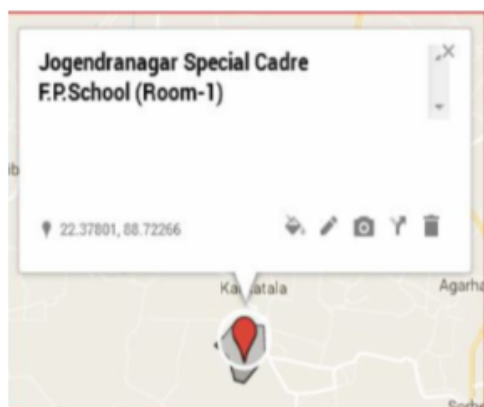 Jogendranagar Special Cadre
F.P.School (Room-1)
22.37801, 88.72266
Agarha